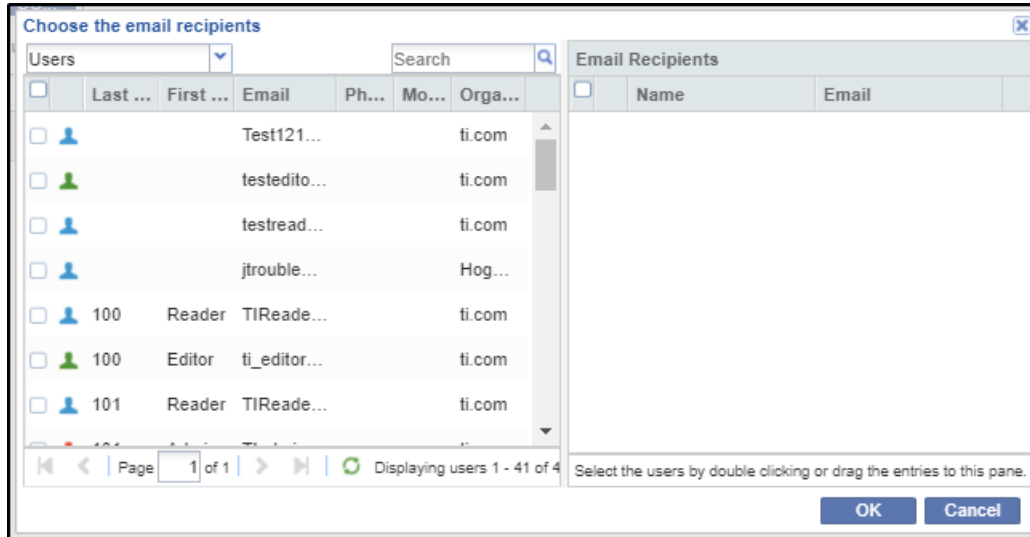 Choose the email recipients
Users
Search
Email Recipients
Last ... First ... Email Ph... Mo... Orga...
Name Email
Test121... ti.com
testedito... ti.com
testread... ti.com
jtrouble... Hog...
100 Reader TIReade... ti.com
100 Editor ti_editor... ti.com
101 Reader TIReade... ti.com
Page 1 of 1 Displaying users 1 - 41 of 4
Select the users by double clicking or drag the entries to this pane.
OK Cancel